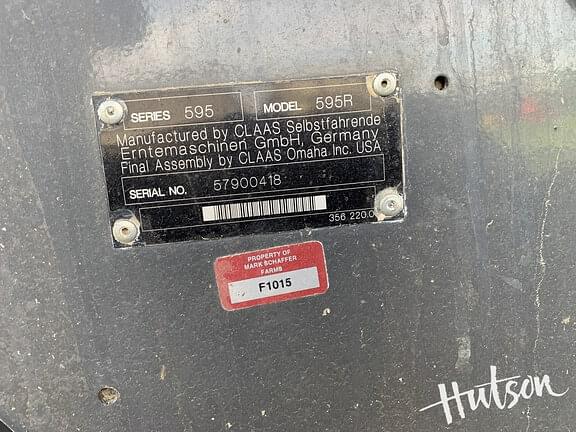 SERIES 595 MODEL 595R
Manufactured by CLAAS Selbstfahrende
Erntemaschinen GmbH, Germany
Final Assembly by CLAAS Omaha Inc. USA
SERIAL NO. 57900418
356 220.0
PROPERTY OF
MARK SCHAFFER
FARMS
F1015
Hutson